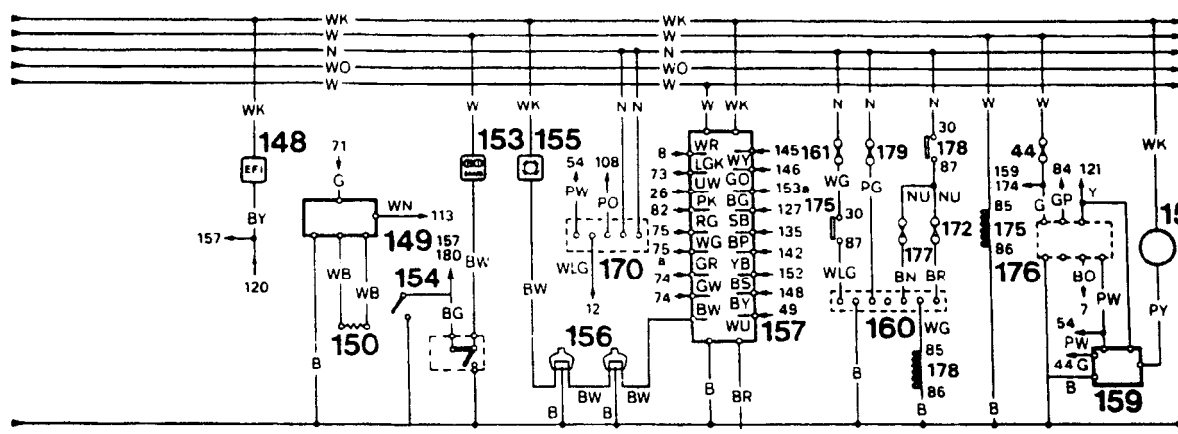 WK WK
W W
N N
WO WO
W W
WK W WK N N W WK N N N W W WK
148 153 155
EFI
71
G
WN 113
149
BY
157
120
154 157
180
WB WB
BG
BW
150
B
54 108
PW PO
170
WLG
12
BW
156
BW BW
B B
WR
LGK WY
UW GO
PK BG
RG SB
WG BP
GR YB
GW BS
BW BY
WU
8
73
26
82
75
75
a
74
74
145
146
153a
127
135
142
152
148
49
157
B BR
161 179
30
178
87
WG PG
NU NU
175 30
87
172
177
WLG BN BR
160
B
WG
85
178
86
B
85
175
86
B
44
159
174
84 121
G GP Y
176
BO
7
PW
54
PW
44 G
B
159
15
PY